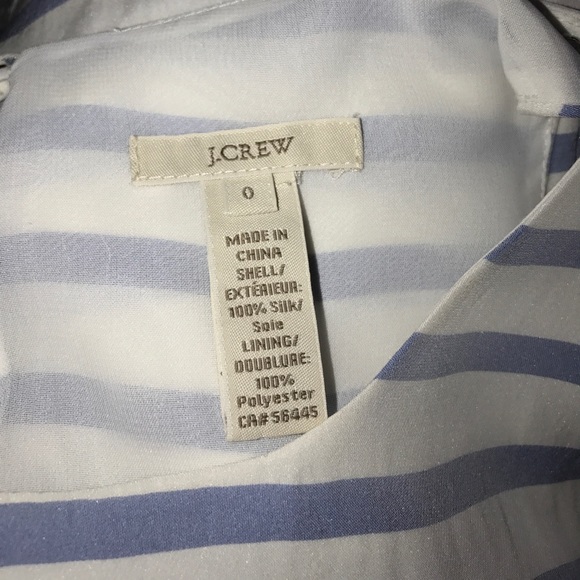 J.CREW
0
MADE IN
CHINA
SHELL/
EXTÉRIEUR:
100% Silk/
Soie
LINING/
DOUBLURE:
100%
Polyester
CA# 56445